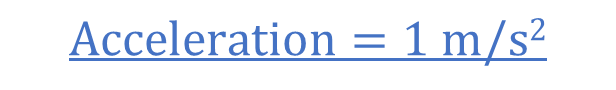 Acceleration = 1 m/s²